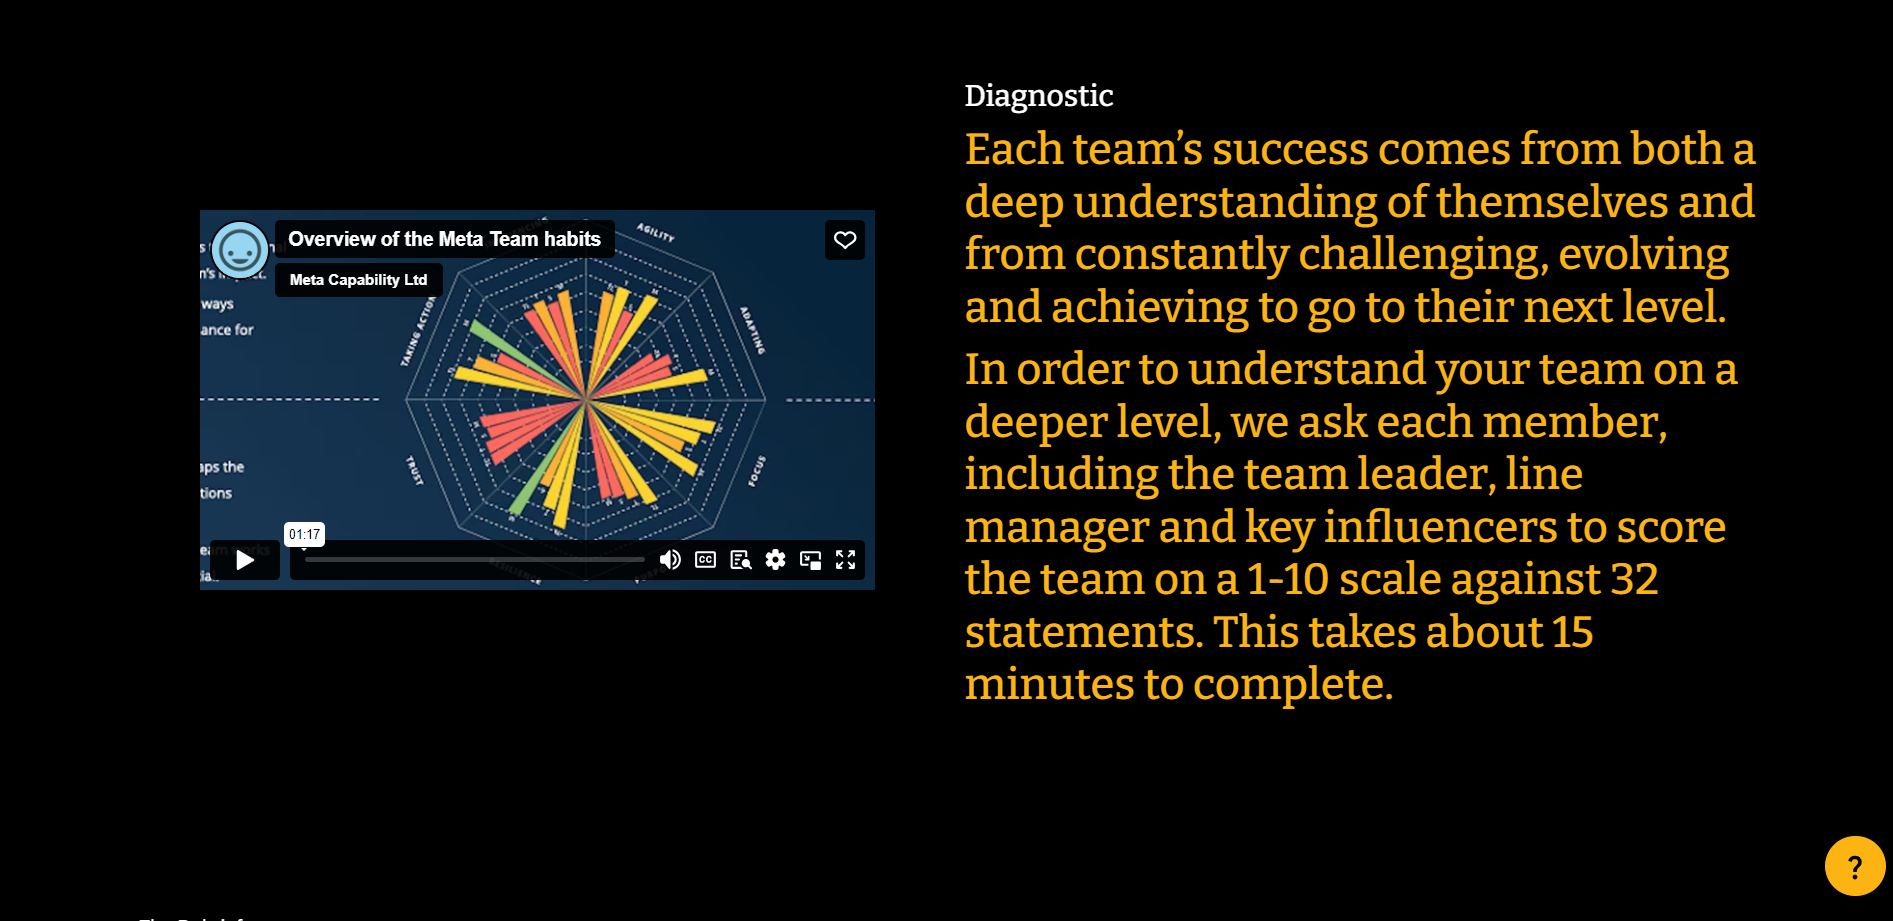 Diagnostic
Each team’s success comes from both a
deep understanding of themselves and
from constantly challenging, evolving
and achieving to go to their next level.
In order to understand your team on a
deeper level, we ask each member,
including the team leader, line
manager and key influencers to score
the team on a 1-10 scale against 32
statements. This takes about 15
minutes to complete.
Overview of the Meta Team habits
Meta Capability Ltd
ways
ance for
aps the
tions
AGILITY
ADAPTING
FOCUS
TRUST
TAKING ACTION
RESILIENCE
01:17
CC
?